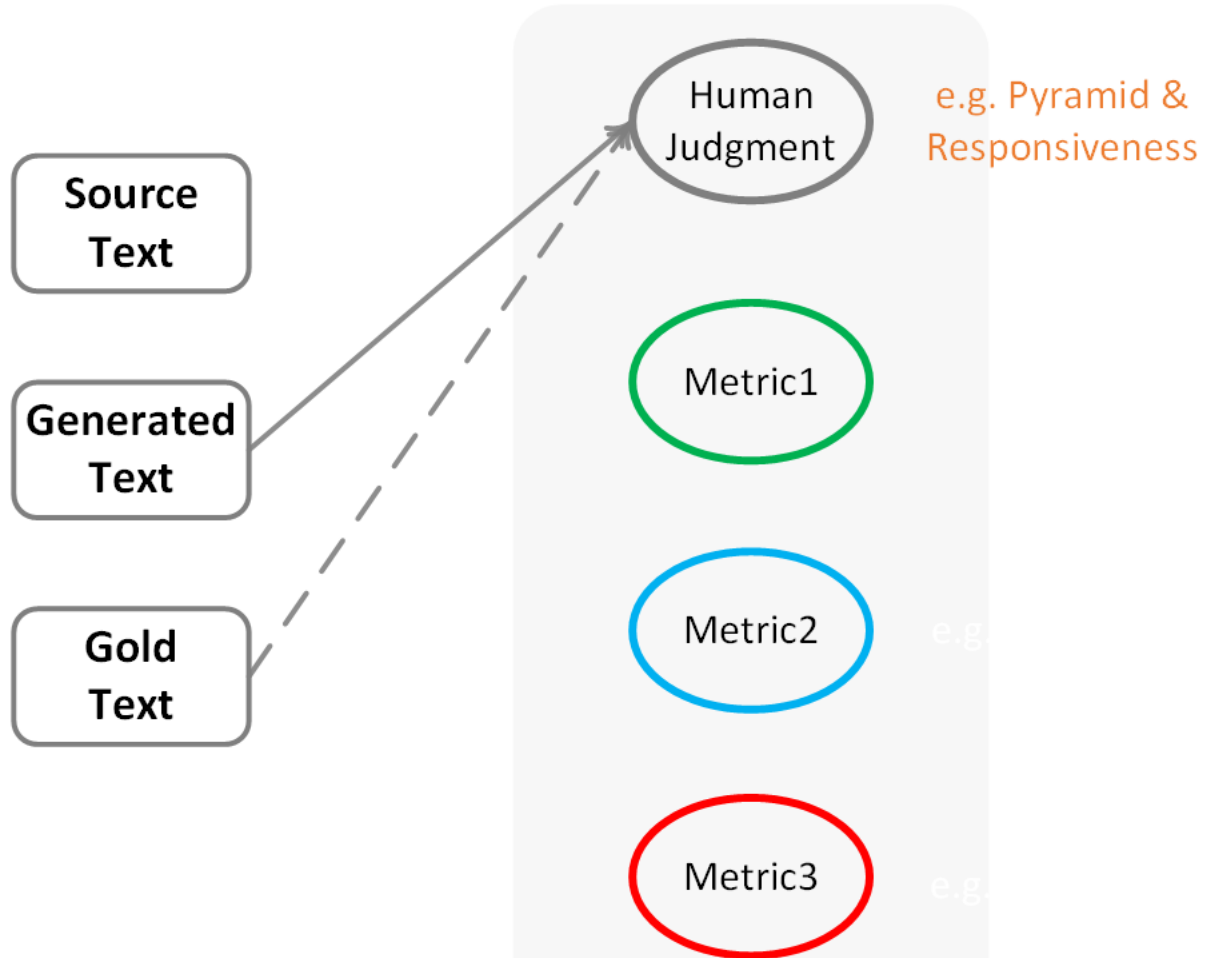 Human
Judgment
e.g. Pyramid &
Responsiveness
Source
Text
Metric1
Generated
Text
Metric2
e.g.
Gold
Text
Metric3
e.g.